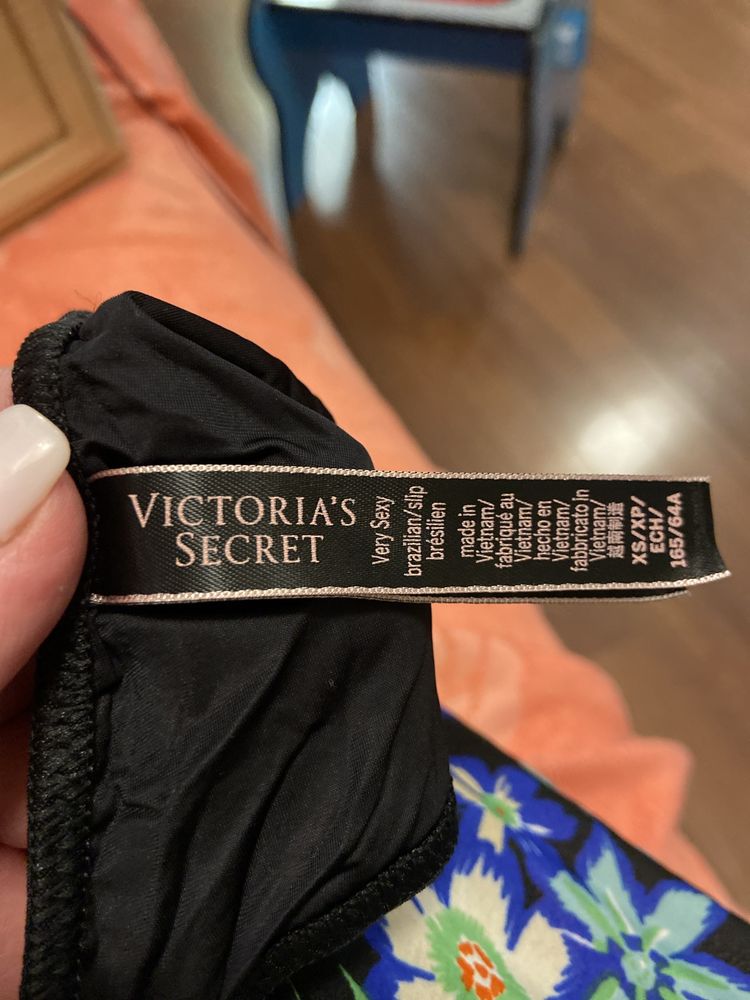 VICTORIA'S
SECRET
Very Sexy
brazilian/slip
brésilien
made in
Vietnam/
fabriqué au
Vietnam/
hecho en
Vietnam/
fabbricato in
Vietnam/
越南制造
XS/XP/
ECH/
165/64A